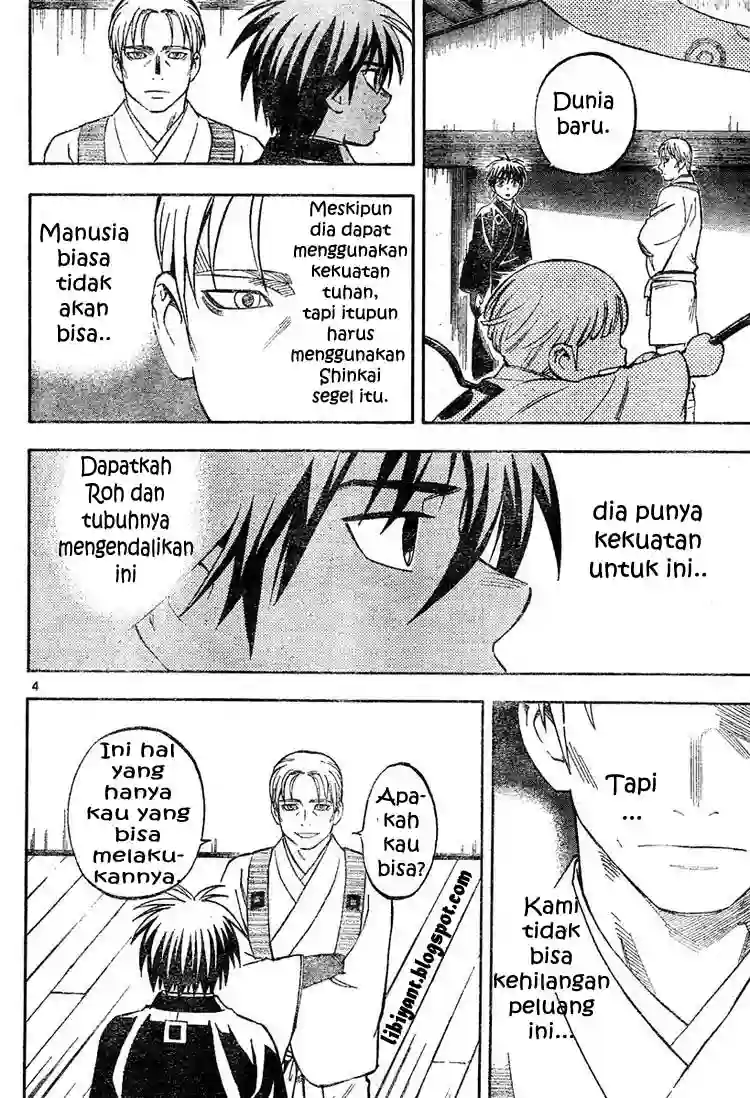 Dunia
baru.
Meskipun
dia dapat
menggunakan
kekuatan
tuhan,
tapi itupun
harus
menggunakan
Shinkai
segel itu.
Manusia
biasa
tidak
akan
bisa..
dia punya
kekuatan
untuk ini..
Dapatkah
Roh dan
tubuhnya
mengendalikan
ini
4
Tapi
...
Kami
tidak
bisa
kehilangan
peluang
ini...
Apa-
kah
kau
bisa?
Ini hal
yang
hanya
kau yang
bisa
melaku-
kannya.
libiyant.blogspot.com